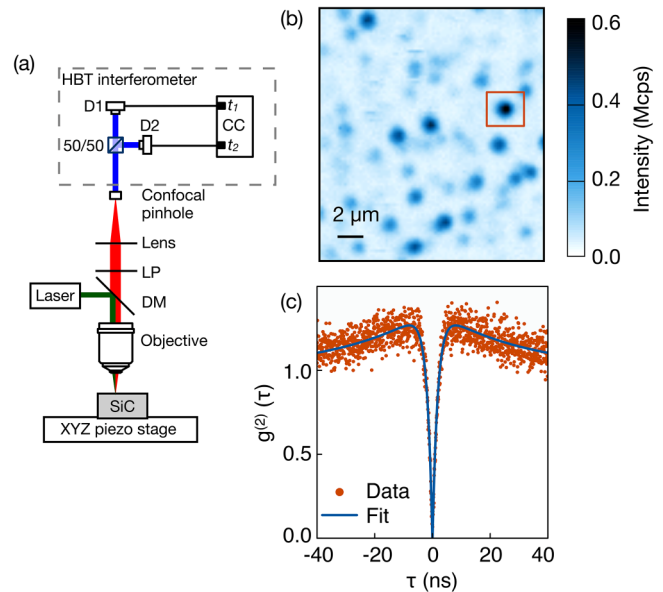 (a)
HBT interferometer
D1
t1
D2
CC
50/50
t2
Confocal
pinhole
Lens
LP
Laser
DM
Objective
SiC
XYZ piezo stage
(b)
2 μm
0.6
0.4
0.2
0.0
Intensity (Mcps)
(c)
g(2) (τ)
1.0
0.5
0.0
Data
Fit
-40 -20 0 20 40
τ (ns)